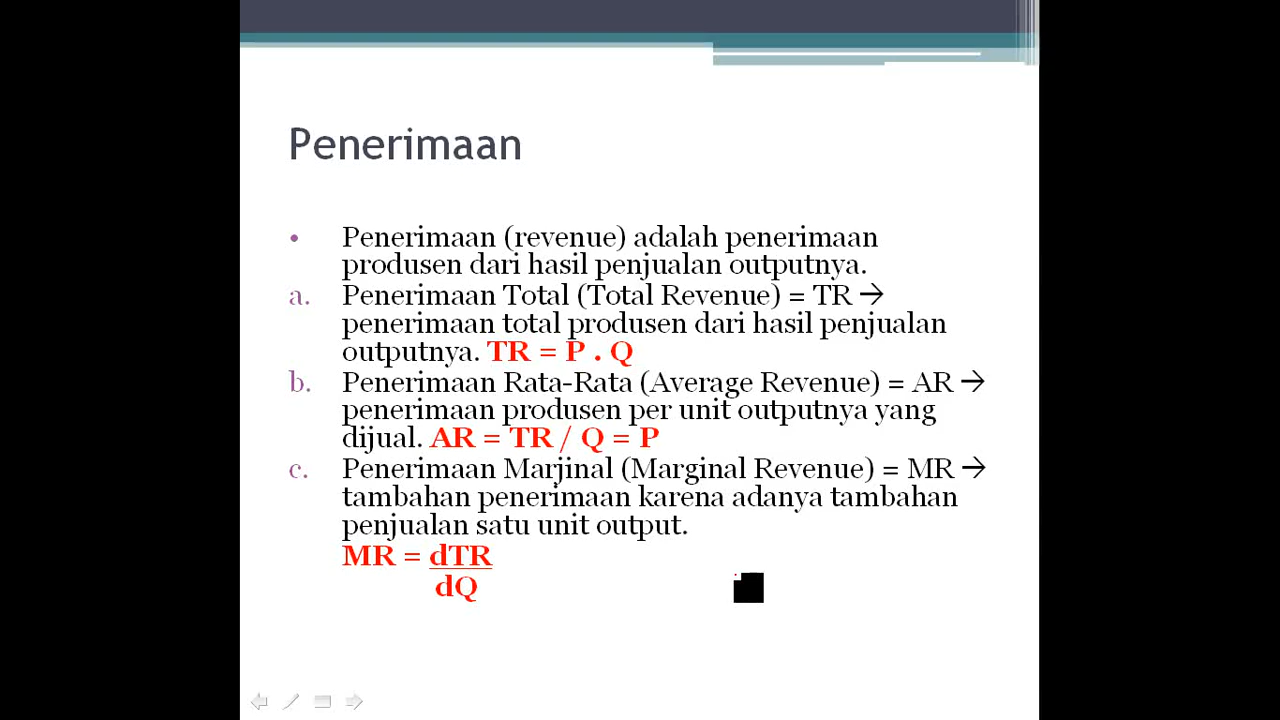 Penerimaan
• Penerimaan (revenue) adalah penerimaan
produsen dari hasil penjualan outputnya.
a. Penerimaan Total (Total Revenue) = TR →
penerimaan total produsen dari hasil penjualan
outputnya. TR = P . Q
b. Penerimaan Rata-Rata (Average Revenue) = AR →
penerimaan produsen per unit outputnya yang
dijual. AR = TR / Q = P
c. Penerimaan Marjinal (Marginal Revenue) = MR →
tambahan penerimaan karena adanya tambahan
penjualan satu unit output.
MR = dTR
dQ